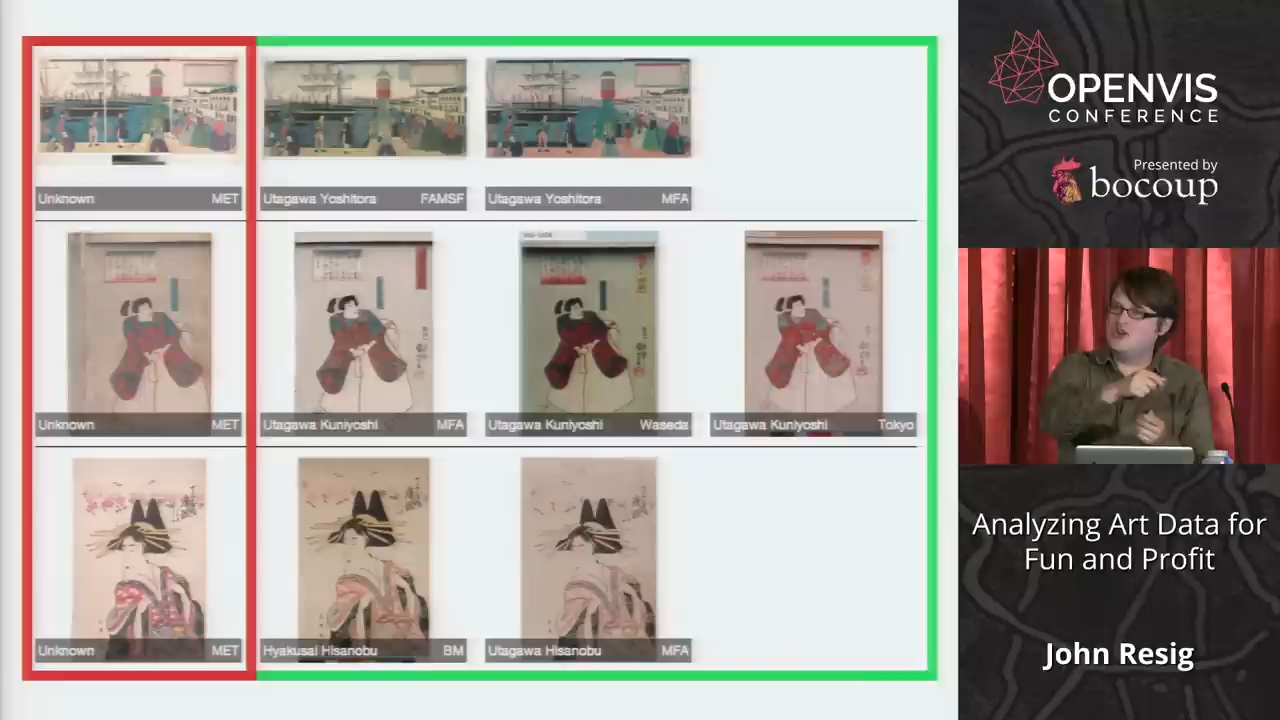 Unknown MET
Utagawa Yoshitora FAMSF
Utagawa Yoshitora MFA
Unknown MET
Utagawa Kuniyoshi MFA
Utagawa Kuniyoshi Waseda
Utagawa Kuniyoshi Tokyo
Unknown MET
Hyakusai Hisanobu BM
Utagawa Hisanobu MFA
OPENVIS
CONFERENCE
Presented by
bocoup
Analyzing Art Data for
Fun and Profit
John Resig